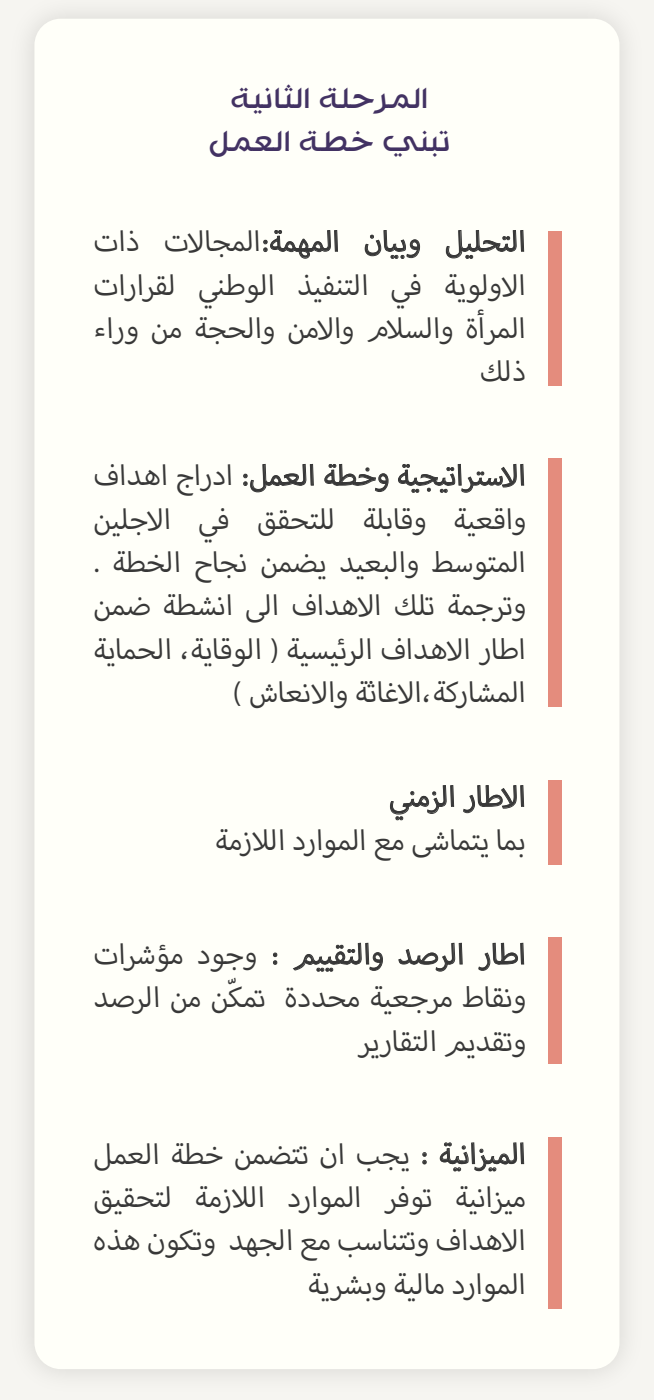 المرحلة الثانية
تبني خطة العمل
التحليل وبيان المهمة:المجالات ذات
الاولوية في التنفيذ الوطني لقرارات
المرأة والسلام والامن والحجة من وراء
ذلك
الاستراتيجية وخطة العمل: ادراج اهداف
واقعية وقابلة للتحقق في الاجلين
المتوسط والبعيد يضمن نجاح الخطة .
وترجمة تلك الاهداف الى انشطة ضمن
اطار الاهداف الرئيسية ( الوقاية، الحماية
المشاركة،الاغاثة والانعاش )
الاطار الزمني
بما يتماشى مع الموارد اللازمة
اطار الرصد والتقييم : وجود مؤشرات
ونقاط مرجعية محددة تمكّن من الرصد
وتقديم التقارير
الميزانية : يجب ان تتضمن خطة العمل
ميزانية توفر الموارد اللازمة لتحقيق
الاهداف وتتناسب مع الجهد وتكون هذه
الموارد مالية وبشرية